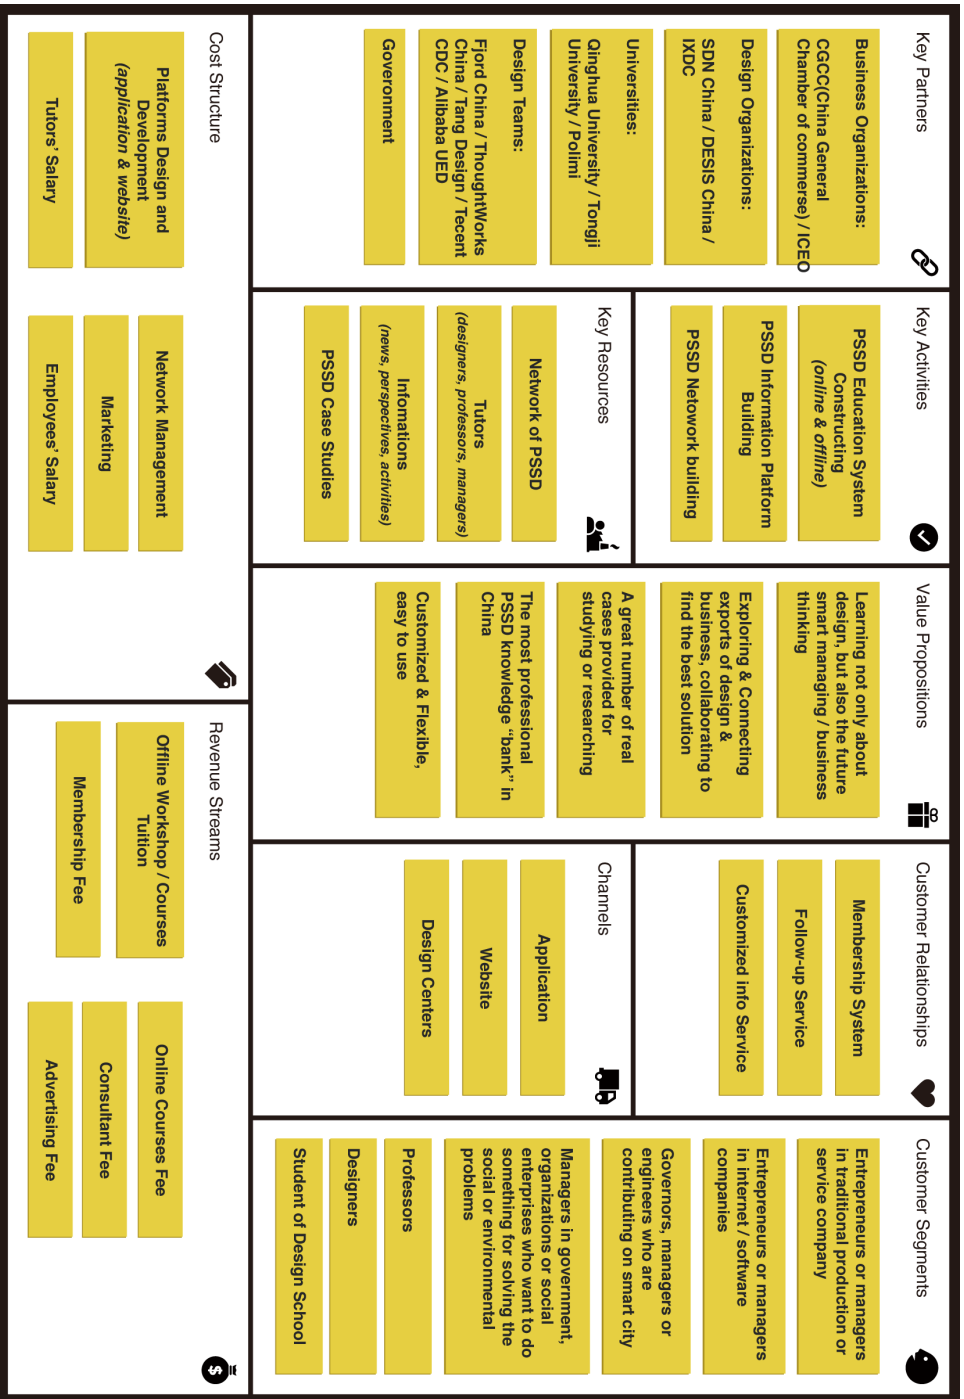 Key Partners
Business Organizations:
CGCC(China General
Chamber of commerse) / ICEO
Design Organizations:
SDN China / DESIS China /
IXDC
Universities:
Qinghua University / Tongji
University / Polimi
Design Teams:
Fjord China / ThoughtWorks
China / Tang Design / Tecent
CDC / Alibaba UED
Goveronment
Key Activities
PSSD Education System
Constructing
(online & offline)
PSSD Information Platform
Building
PSSD Netowork building
Key Resources
Network of PSSD
Tutors
(designers, professors, managers)
Infomations
(news, perspectives, activities)
PSSD Case Studies
Value Propositions
Learning not only about
design, but also the future
smart managing / business
thinking
Exploring & Connecting
exports of design &
business, collaborating to
find the best solution
A great number of real
cases provided for
studying or researching
The most professional
PSSD knowledge “bank” in
China
Customized & Flexible,
easy to use
Customer Relationships
Membership System
Follow-up Service
Customized info Service
Channels
Application
Website
Design Centers
Customer Segments
Entrepreneurs or managers
in traditional production or
service company
Entrepreneurs or managers
in internet / software
companies
Governors, managers or
engineers who are
contributing on smart city
Managers in government,
organizations or social
enterprises who want to do
something for solving the
social or environmental
problems
Professors
Designers
Student of Design School
Cost Structure
Platforms Design and
Development
(application & website)
Tutors’ Salary
Network Management
Marketing
Employees’ Salary
Revenue Streams
Offline Workshop / Courses
Tuition
Membership Fee
Online Courses Fee
Consultant Fee
Advertising Fee
$